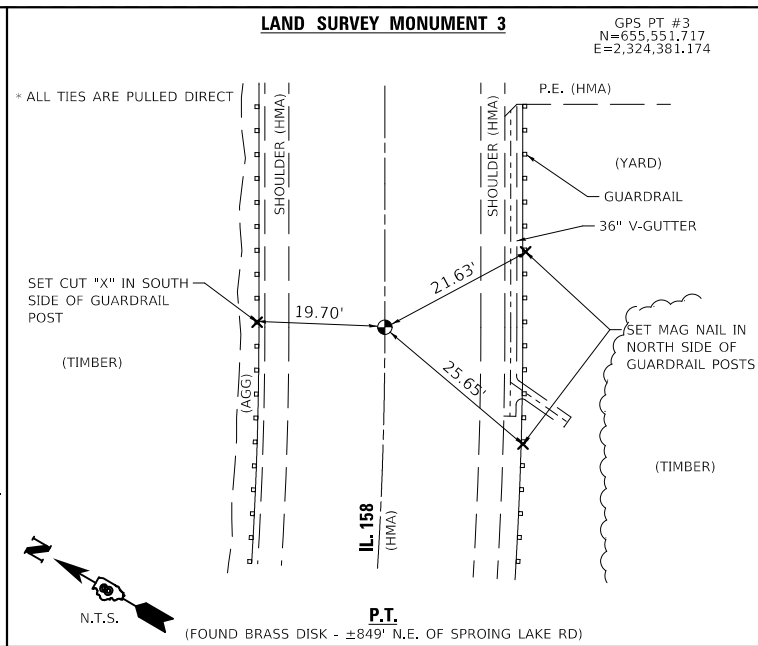 LAND SURVEY MONUMENT 3
GPS PT #3
N=655,551.717
E=2,324,381.174
* ALL TIES ARE PULLED DIRECT
SHOULDER (HMA)
SHOULDER (HMA)
P.E. (HMA)
(YARD)
GUARDRAIL
36" V-GUTTER
21.63'
SET CUT "X" IN SOUTH
SIDE OF GUARDRAIL
POST
19.70'
SET MAG NAIL IN
NORTH SIDE OF
GUARDRAIL POSTS
(TIMBER)
(AGG)
25.65'
(TIMBER)
IL. 158
(HMA)
N
8
N.T.S.
P.T.
(FOUND BRASS DISK - ±849' N.E. OF SPROING LAKE RD)